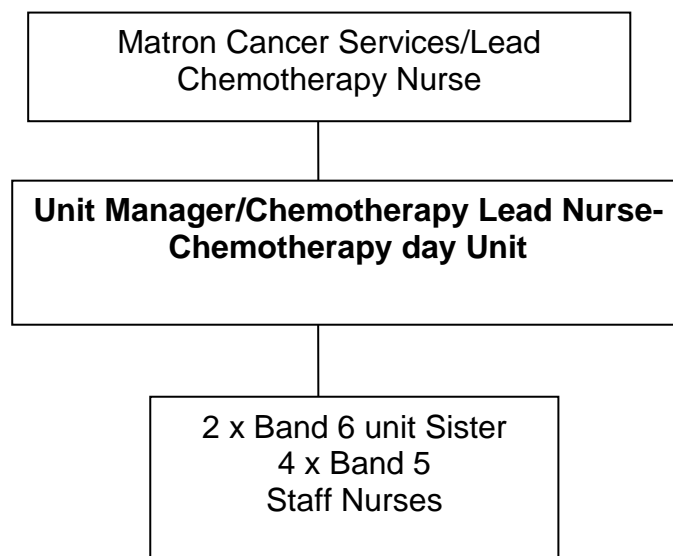 Matron Cancer Services/Lead
Chemotherapy Nurse
Unit Manager/Chemotherapy Lead Nurse-
Chemotherapy day Unit
2 x Band 6 unit Sister
4 x Band 5
Staff Nurses